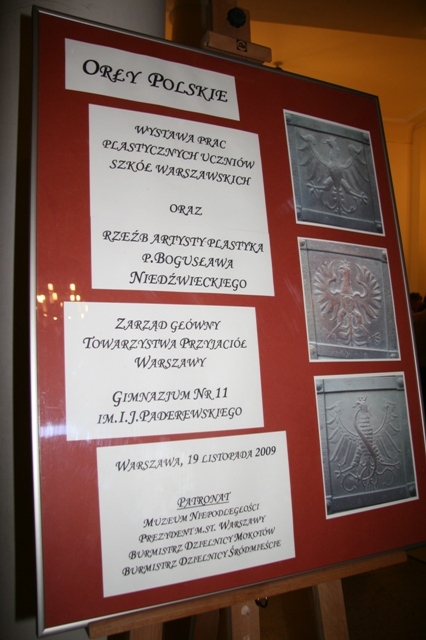 ORŁY POLSKIE
WYSTAWA PRAC
PLASTYCZNYCH UCZNIÓW
SZKÓŁ WARSZAWSKICH
ORAZ
RZEŹB ARTYSTY PLASTYKA
P. BOGUSŁAWA
NIEDŹWIECKIEGO
ZARZĄD GŁÓWNY
TOWARZYSTWA PRZYJACIÓŁ
WARSZAWY
GIMNAZJUM NR 11
IM.I.J.PADEREWSKIEGO
WARSZAWA, 19 LISTOPADA 2009
PATRONAT
MUZEUM NIEPODLEGŁOŚCI
PREZYDENT M.ST. WARSZAWY
BURMISTRZ DZIELNICY MOKOTÓW
BURMISTRZ DZIELNICY ŚRÓDMIEŚCIE